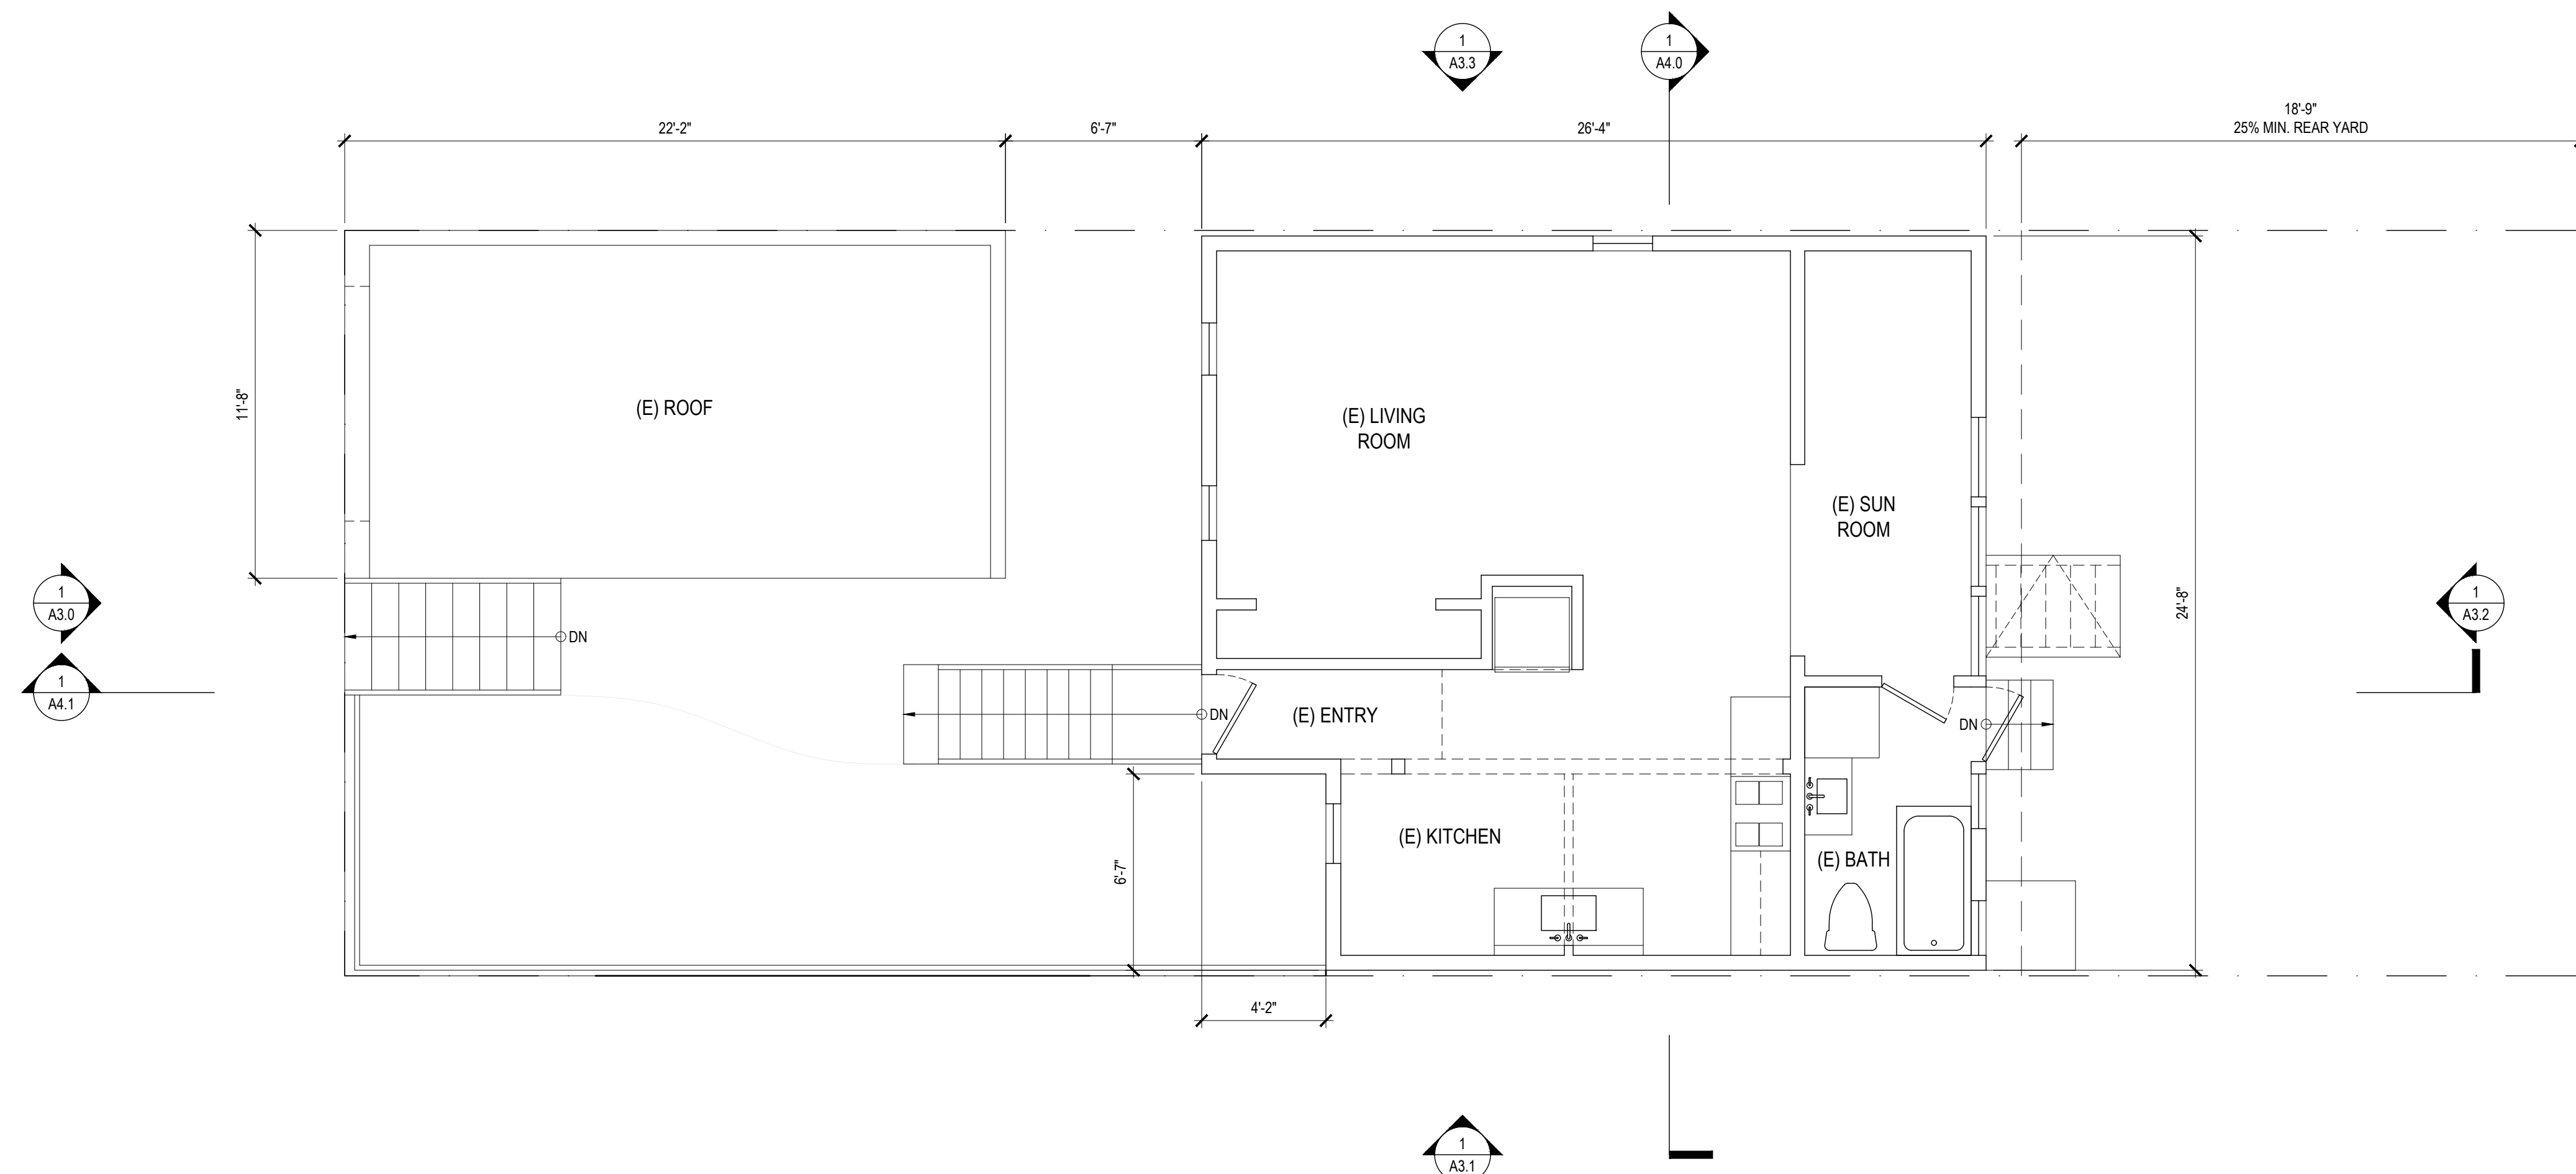 1
A3.3
1
A4.0
22'-2"
6'-7"
26'-4"
18'-9"
25% MIN. REAR YARD
11'-8"
(E) ROOF
(E) LIVING
ROOM
(E) SUN
ROOM
24'-8"
1
A3.0
1
A3.2
DN
1
A4.1
DN
(E) ENTRY
DN
(E) KITCHEN
(E) BATH
6'-7"
4'-2"
1
A3.1